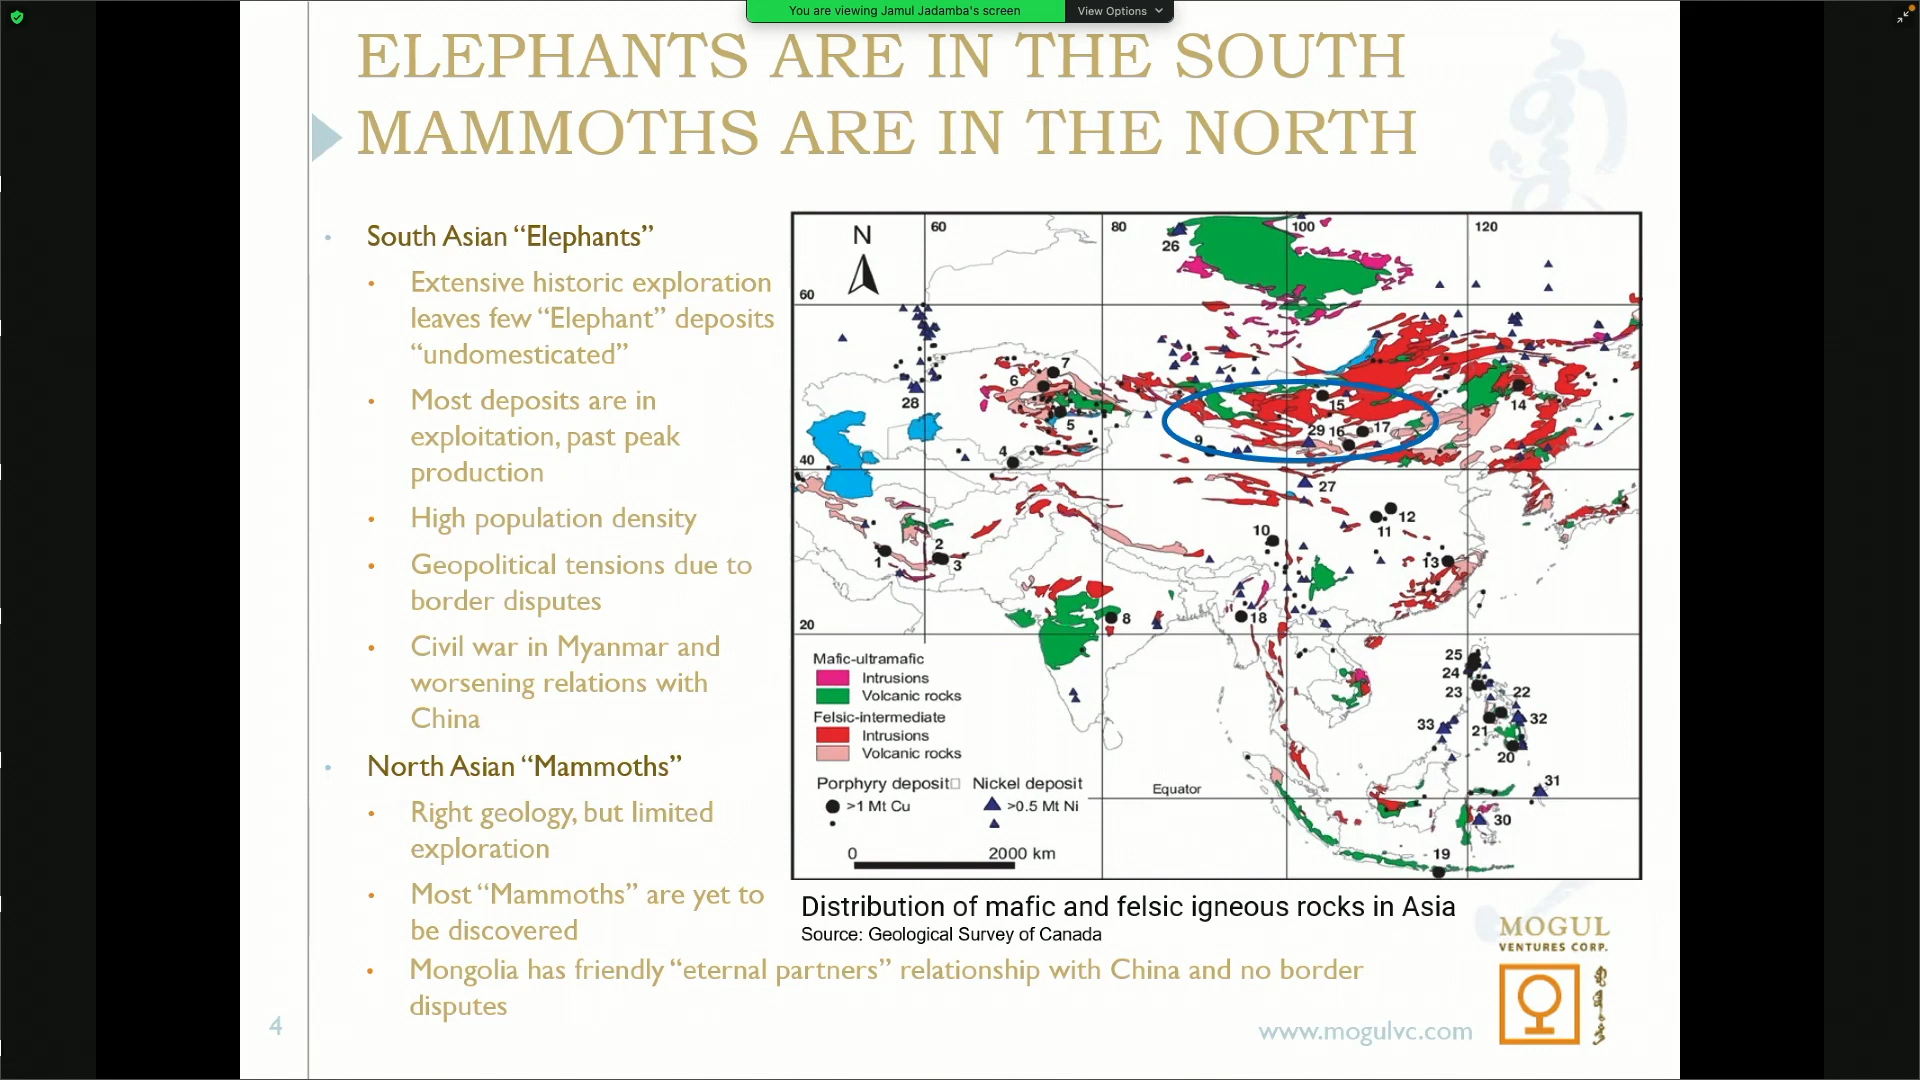 You are viewing Jamul Jadamba's screen
View Options
ELEPHANTS ARE IN THE SOUTH
MAMMOTHS ARE IN THE NORTH
• South Asian “Elephants”
• Extensive historic exploration
leaves few “Elephant” deposits
“undomesticated”
• Most deposits are in
exploitation, past peak
production
• High population density
• Geopolitical tensions due to
border disputes
• Civil war in Myanmar and
worsening relations with
China
• North Asian “Mammoths”
• Right geology, but limited
exploration
• Most “Mammoths” are yet to
be discovered
• Mongolia has friendly “eternal partners” relationship with China and no border
disputes
N
60 80 100 120
26
60
7
6
28
5
15
14
9
29 16 17
4
40
27
12
11
10
2
1 3
13
8
18
20
Mafic-ultramafic
Intrusions
Volcanic rocks
Felsic-intermediate
Intrusions
Volcanic rocks
Porphyry deposit□ Nickel deposit
>1 Mt Cu >0.5 Mt Ni
0 2000 km
25
24
23 22
33 32
21
20
31
Equator
30
19
Distribution of mafic and felsic igneous rocks in Asia
Source: Geological Survey of Canada
MOGUL
VENTURES CORP.
4
www.mogulvc.com